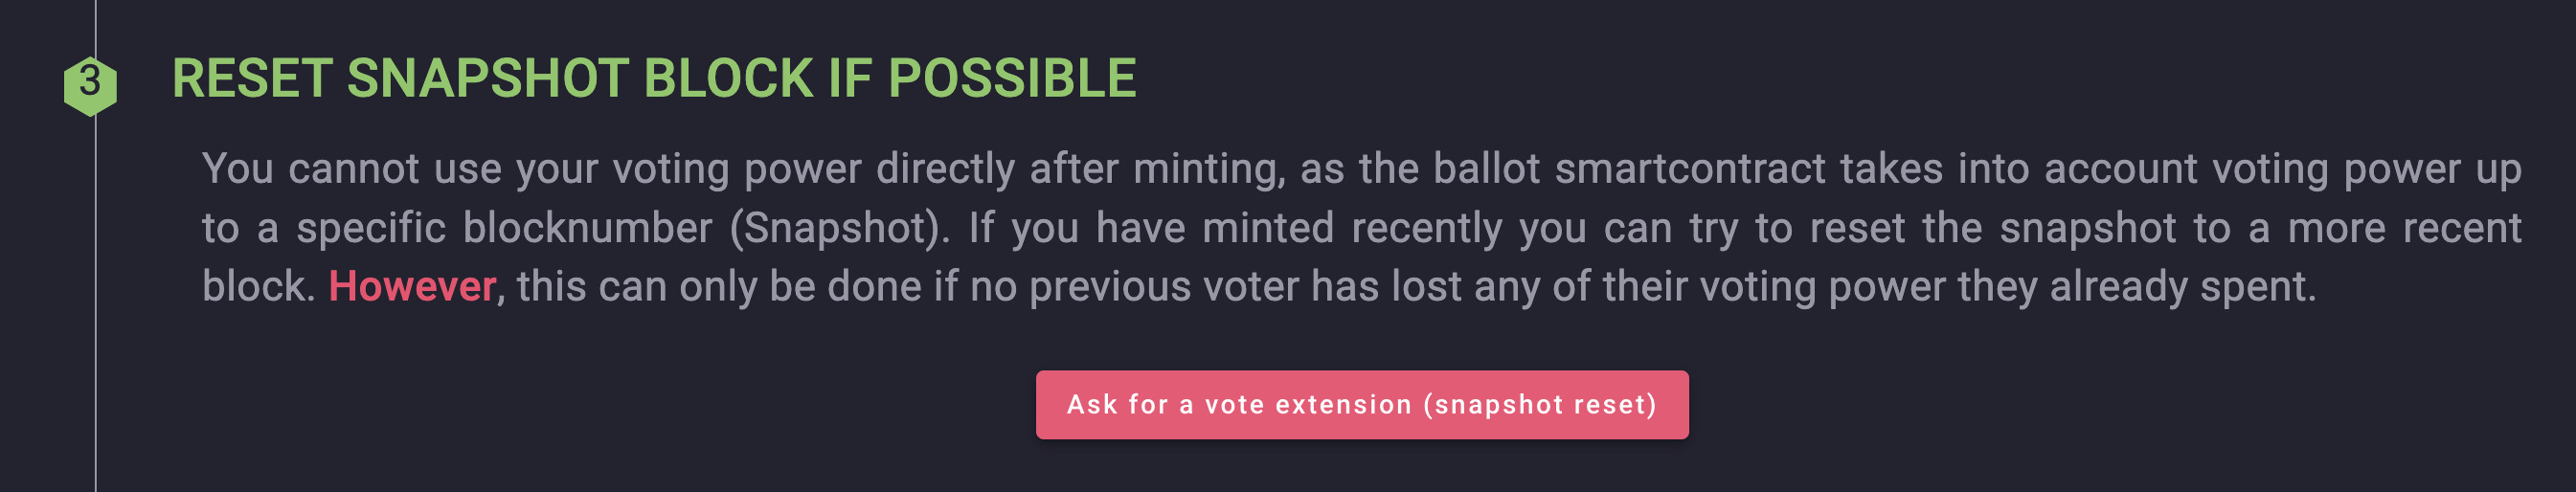 3
RESET SNAPSHOT BLOCK IF POSSIBLE
You cannot use your voting power directly after minting, as the ballot smartcontract takes into account voting power up
to a specific blocknumber (Snapshot). If you have minted recently you can try to reset the snapshot to a more recent
block. However, this can only be done if no previous voter has lost any of their voting power they already spent.
Ask for a vote extension (snapshot reset)